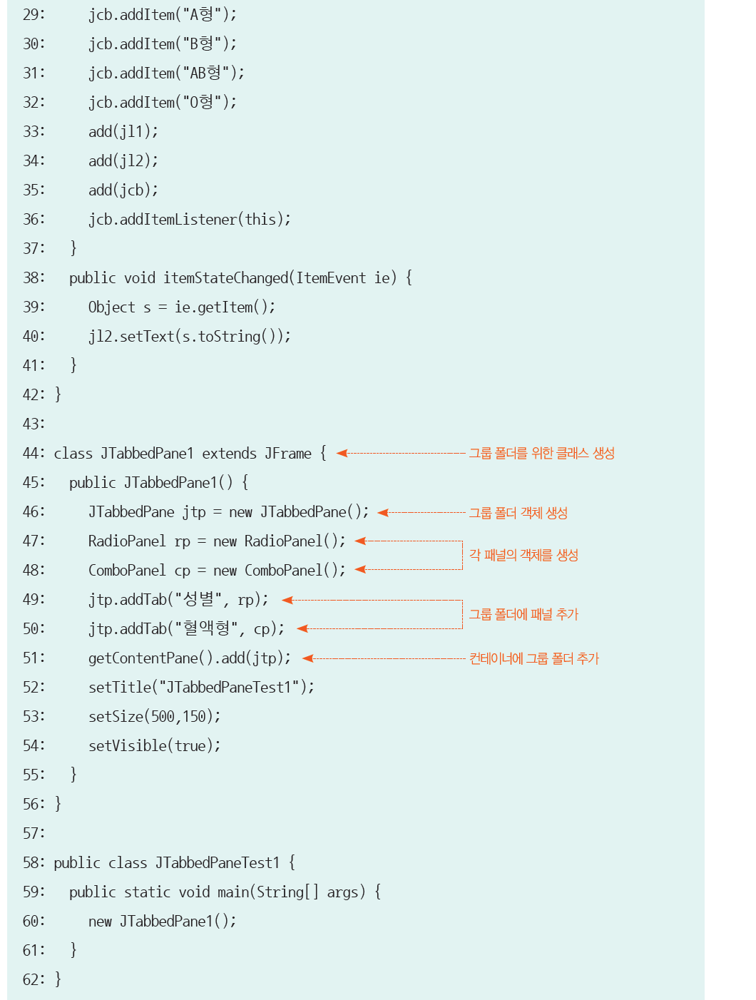 29: jcb.addItem("A형");
30: jcb.addItem("B형");
31: jcb.addItem("AB형");
32: jcb.addItem("O형");
33: add(jl1);
34: add(jl2);
35: add(jcb);
36: jcb.addItemListener(this);
37: }
38: public void itemStateChanged(ItemEvent ie) {
39: Object s = ie.getItem();
40: jl2.setText(s.toString());
41: }
42: }
43:
44: class JTabbedPane1 extends JFrame { 그룹 폴더를 위한 클래스 생성
45: public JTabbedPane1() {
46: JTabbedPane jtp = new JTabbedPane(); 그룹 폴더 객체 생성
47: RadioPanel rp = new RadioPanel();
각 패널의 객체를 생성
48: ComboPanel cp = new ComboPanel();
49: jtp.addTab("성별", rp);
그룹 폴더에 패널 추가
50: jtp.addTab("혈액형", cp);
51: getContentPane().add(jtp); 컨테이너에 그룹 폴더 추가
52: setTitle("JTabbedPaneTest1");
53: setSize(500,150);
54: setVisible(true);
55: }
56: }
57:
58: public class JTabbedPaneTest1 {
59: public static void main(String[] args) {
60: new JTabbedPane1();
61: }
62: }